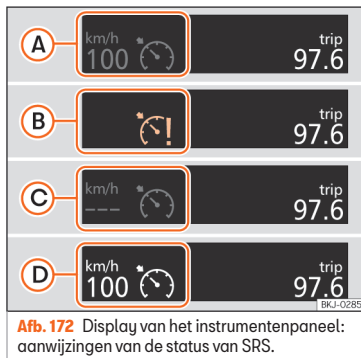 A
km/h
100
trip
97.6
B
!
trip
97.6
C
km/h
---
trip
97.6
D
km/h
100
trip
97.6
BKJ-0285
Afb. 172 Display van het instrumentenpaneel:
aanwijzingen van de status van SRS.